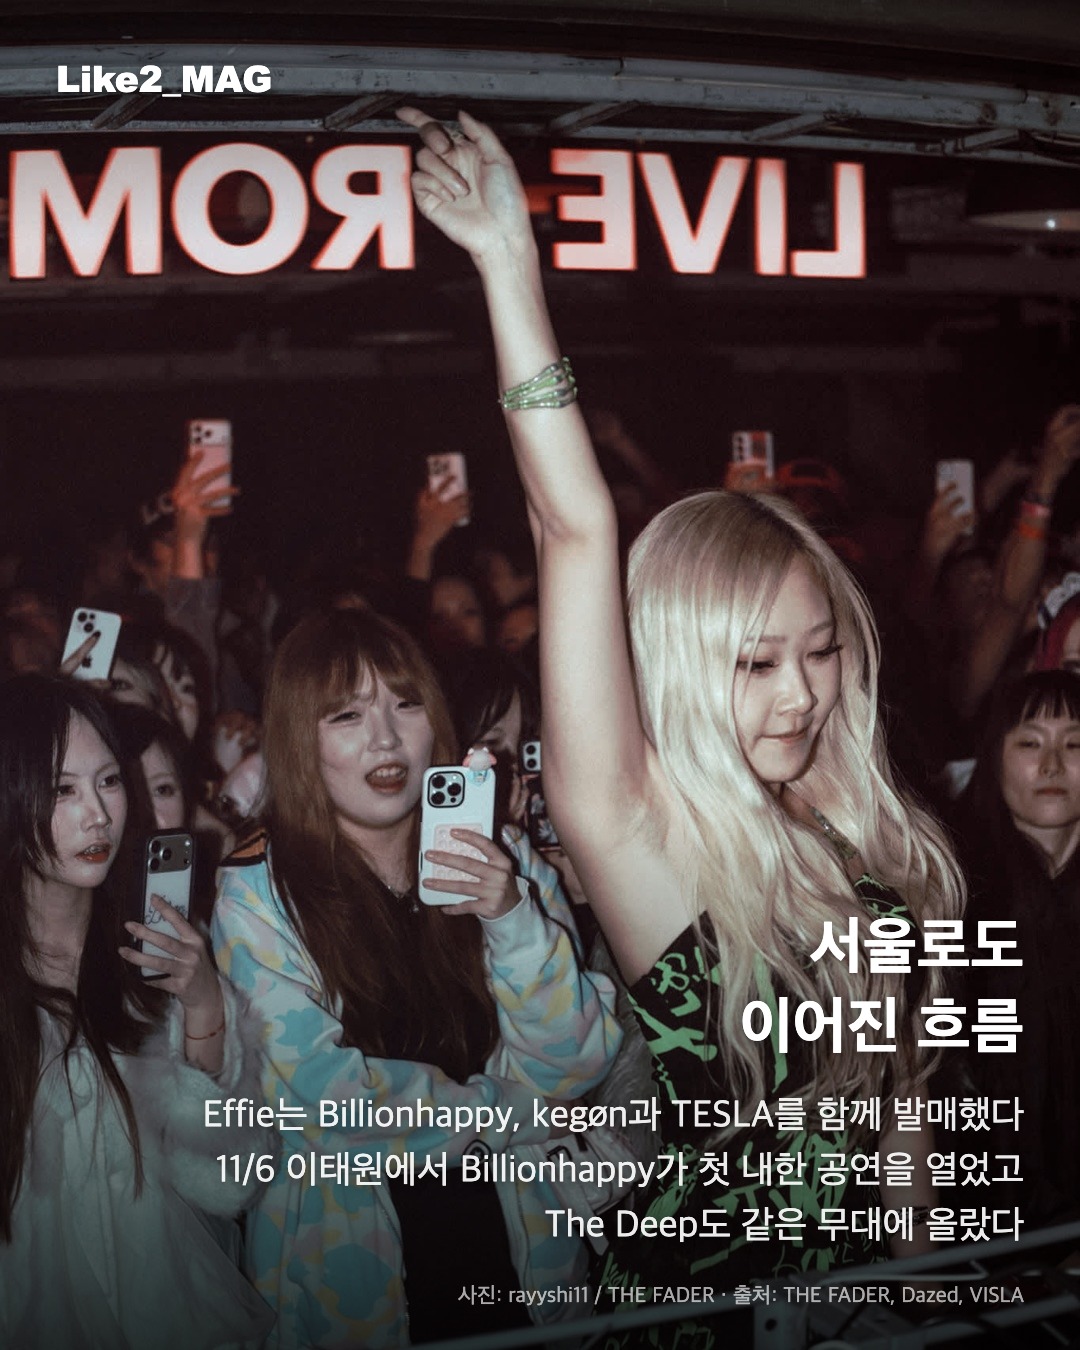 Like2_MAG
LIVE FROM
서울로도
이어진 흐름
Effie는 Billionhappy, kegøn과 TESLA를 함께 발매했다
11/6 이태원에서 Billionhappy가 첫 내한 공연을 열었고
The Deep도 같은 무대에 올랐다
사진: rayyshi11 / THE FADER · 출처: THE FADER, Dazed, VISLA